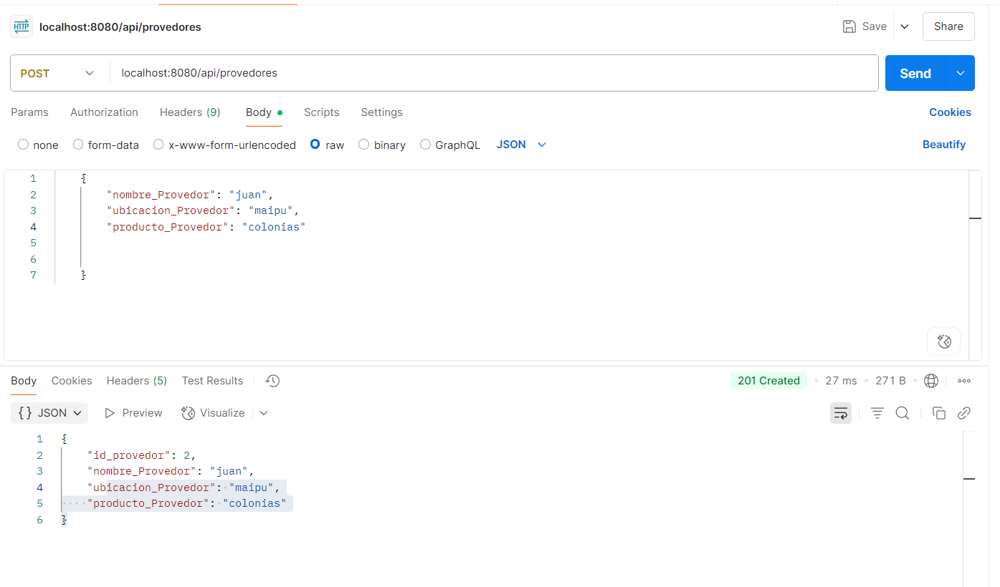 HTTP localhost:8080/api/provedores Save Share
POST localhost:8080/api/provedores Send
Params Authorization Headers (9) Body Scripts Settings Cookies
none form-data x-www-form-urlencoded raw binary GraphQL JSON Beautify
1 {
2 "nombre_Provedor": "juan",
3 "ubicacion_Provedor": "maipu",
4 "producto_Provedor": "colonias"
5
6
7 }
Body Cookies Headers (5) Test Results 201 Created • 27 ms • 271 B •
{} JSON Preview Visualize
1 {
2 "id_provedor": 2,
3 "nombre_Provedor": "juan",
4 "ubicacion_Provedor": "maipu",
5 "producto_Provedor": "colonias"
6 }